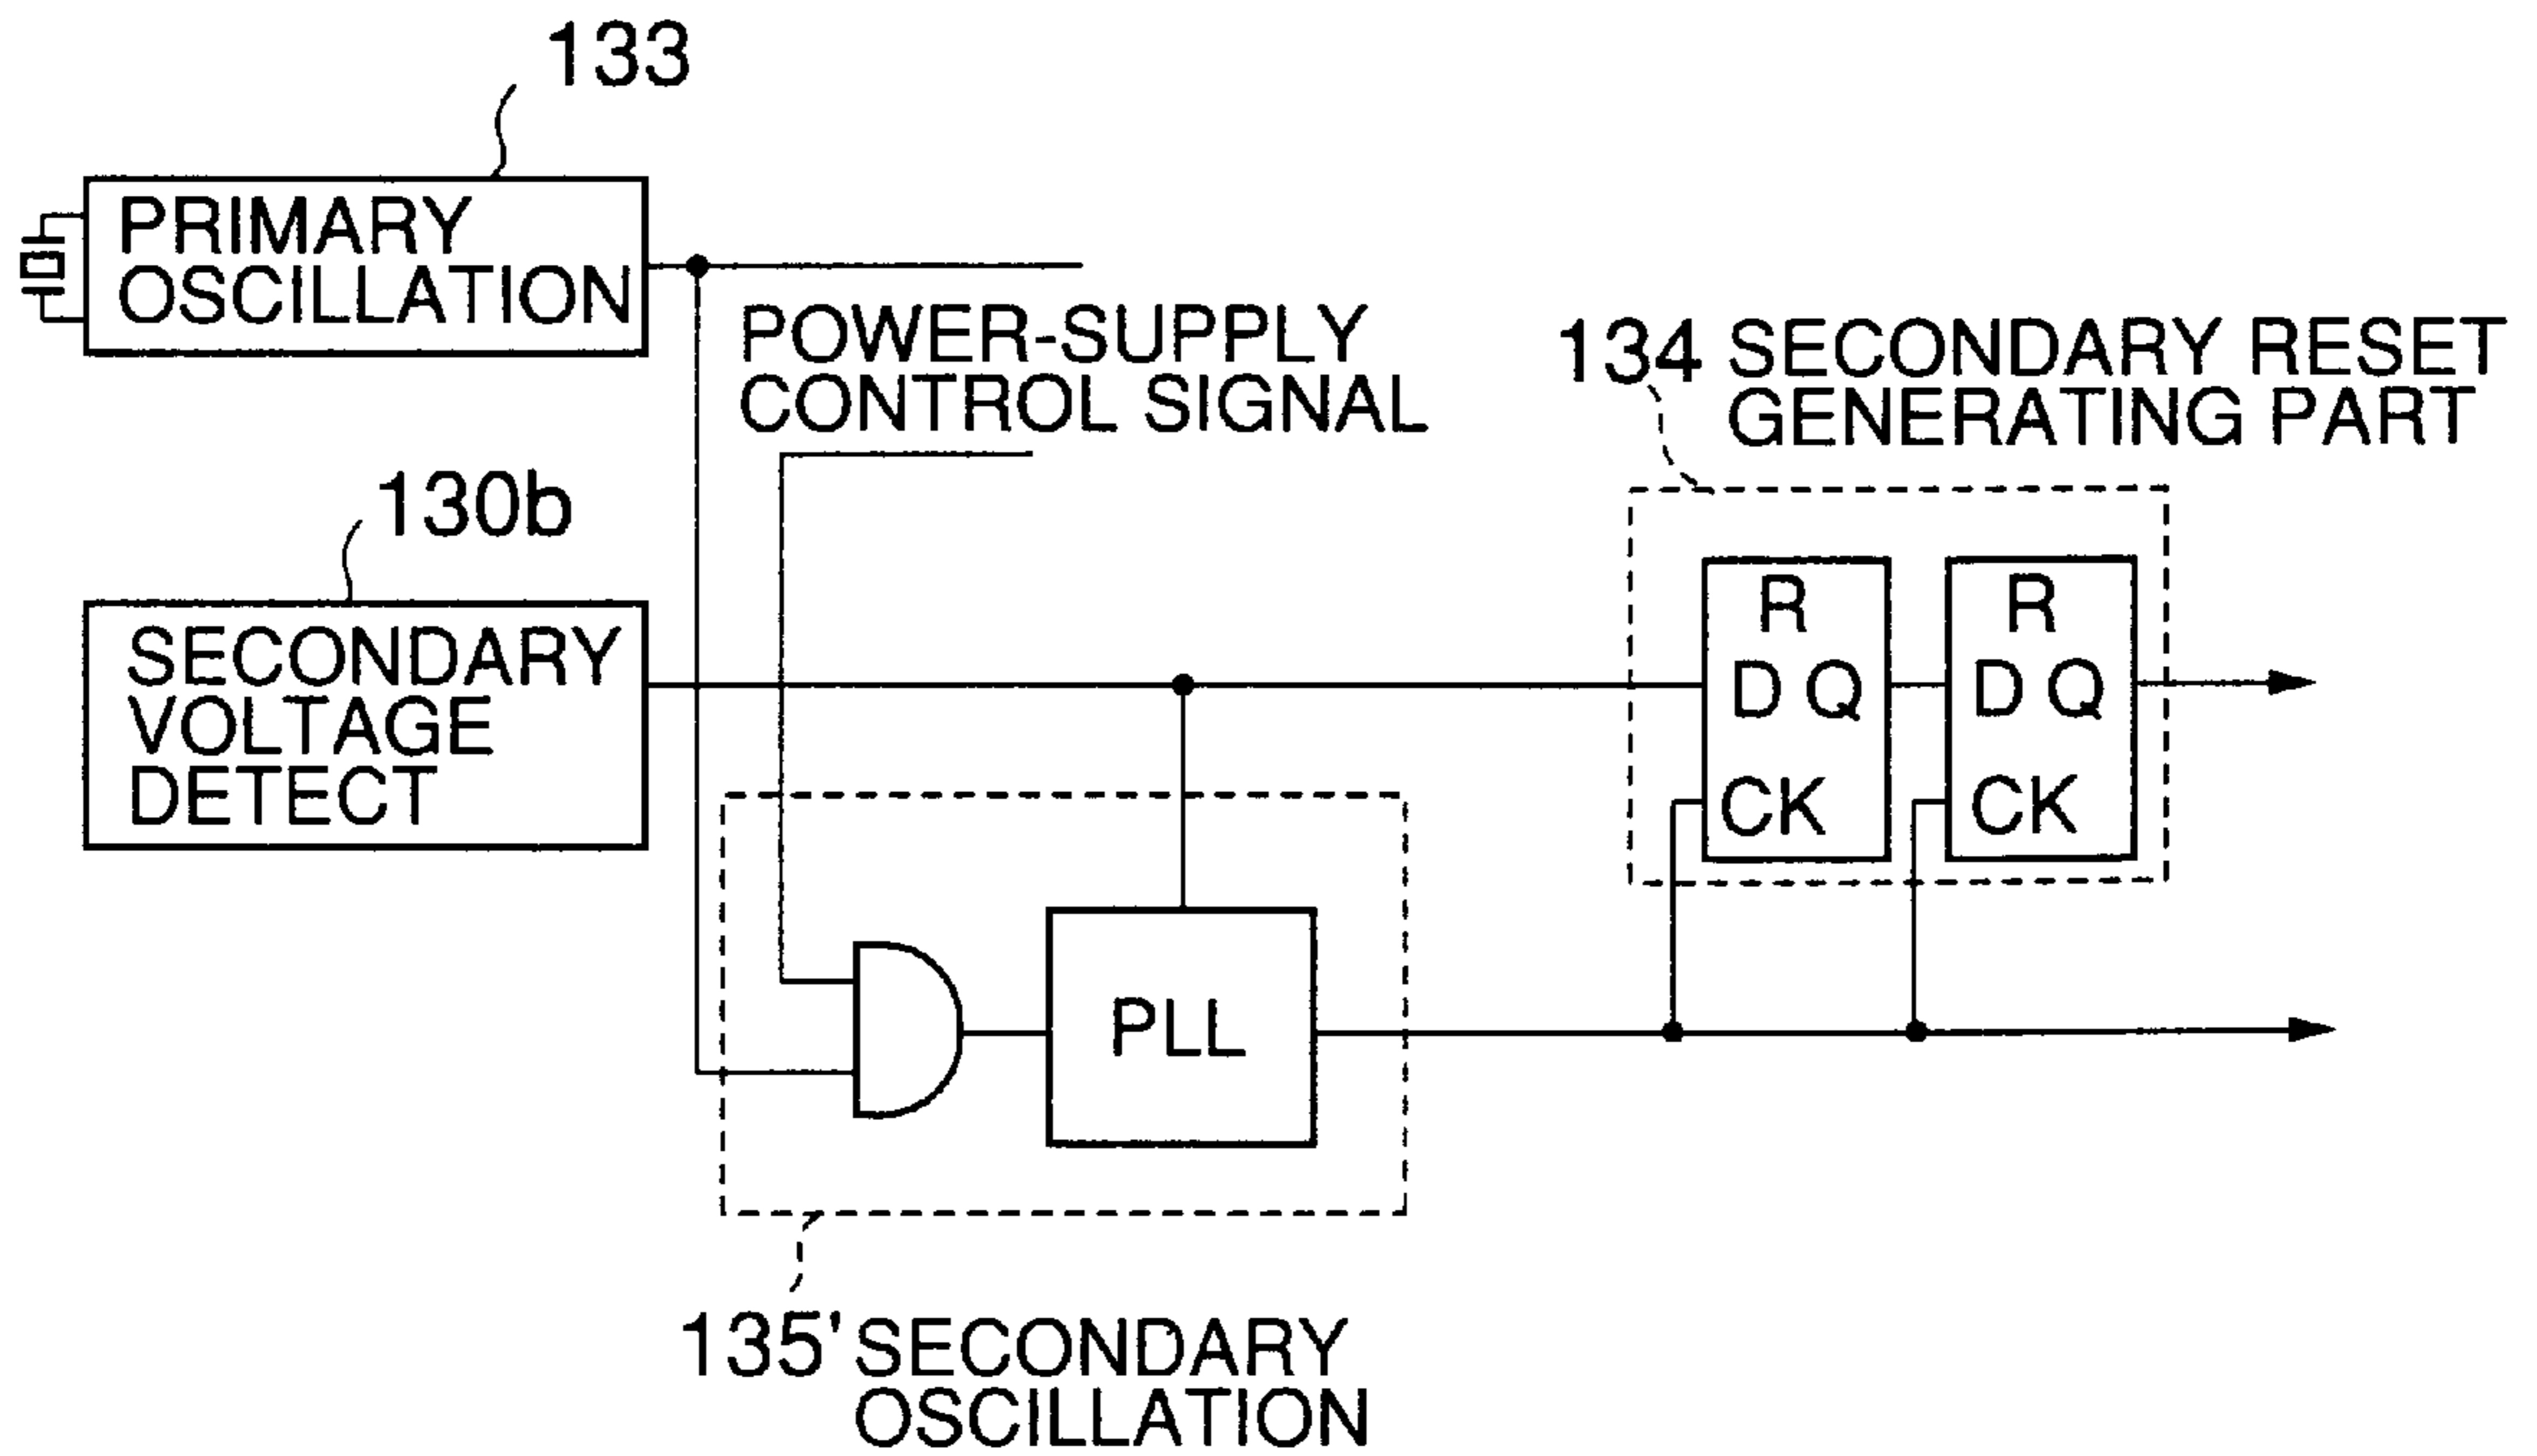 133
PRIMARY
OSCILLATION
POWER-SUPPLY
CONTROL SIGNAL
134 SECONDARY RESET
GENERATING PART
130b
SECONDARY
VOLTAGE
DETECT
R
D Q
CK
R
D Q
CK
PLL
135' SECONDARY
OSCILLATION